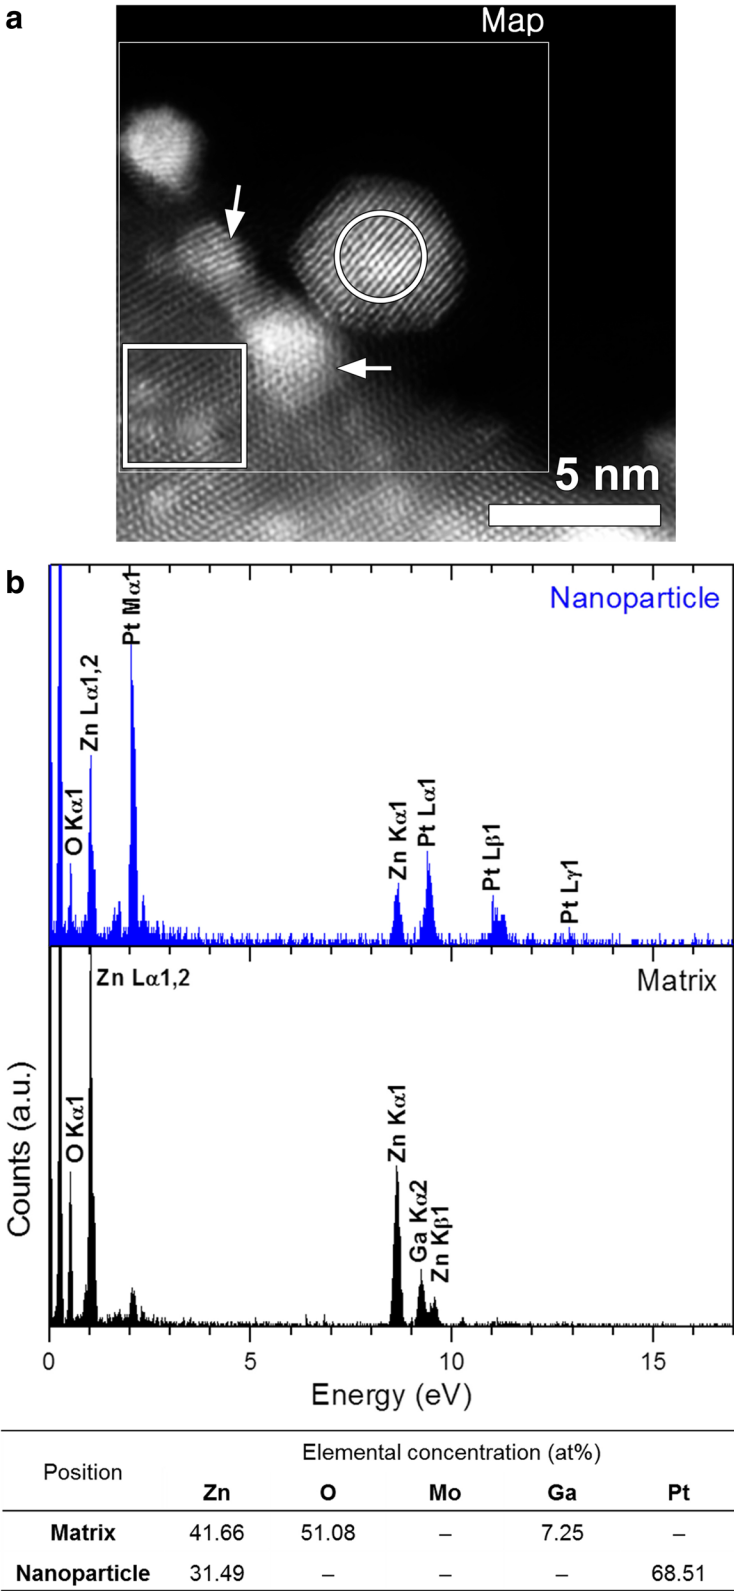 a
Map
5 nm
b
Nanoparticle
O Kα1
Zn Lα1,2
Pt Mα1
Zn Kα1
Pt Lα1
Pt Lβ1
Pt Lγ1
Matrix
O Kα1
Zn Lα1,2
Zn Kα1
Ga Kα2
Zn Kβ1
Counts (a.u.)
0 5 10 15
Energy (eV)
Elemental concentration (at%)
Position
Zn O Mo Ga Pt
Matrix 41.66 51.08 – 7.25 –
Nanoparticle 31.49 – – – 68.51